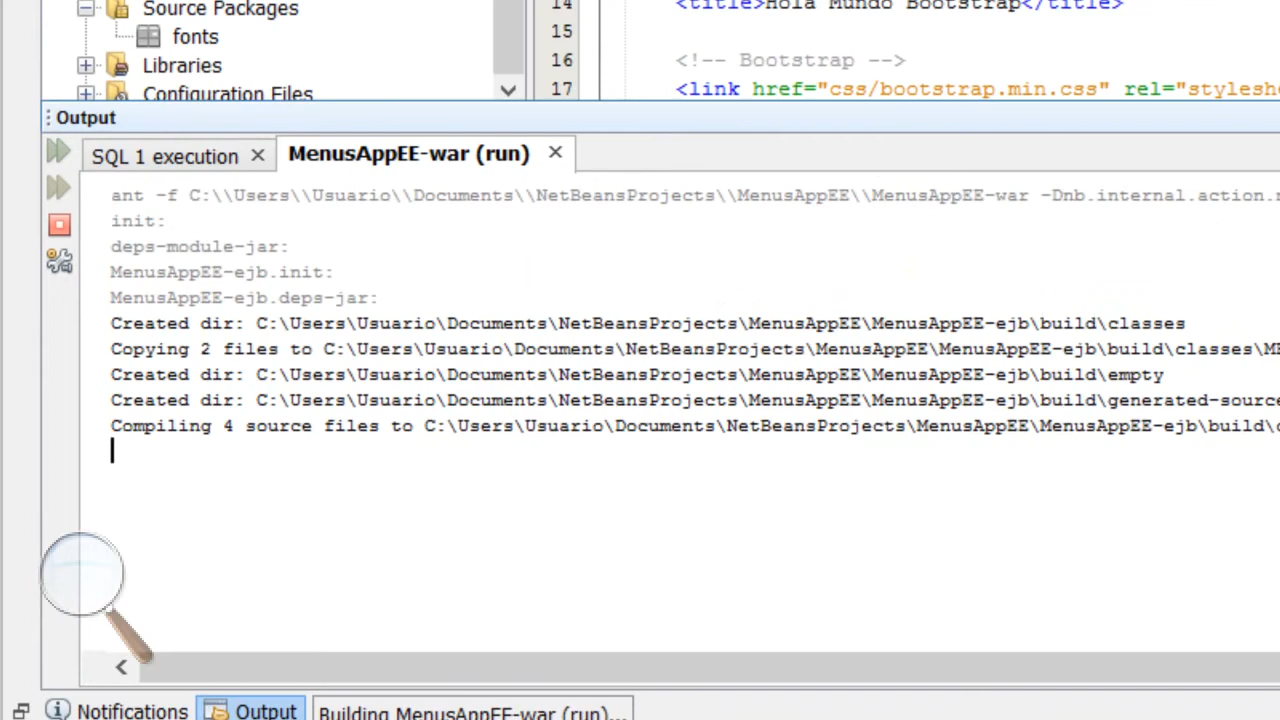 Source Packages
fonts
Libraries
Configuration Files
14
15
16
17
<title>Hola Mundo Bootstrap</title>
<!-- Bootstrap -->
<link href="css/bootstrap.min.css" rel="stylesh
Output
SQL 1 execution
MenusAppEE-war (run)
ant -f C:\\Users\\Usuario\\Documents\\NetBeansProjects\\MenusAppEE\\MenusAppEE-war -Dnb.internal.action.
init:
deps-module-jar:
MenusAppEE-ejb.init:
MenusAppEE-ejb.deps-jar:
Created dir: C:\Users\Usuario\Documents\NetBeansProjects\MenusAppEE\MenusAppEE-ejb\build\classes
Copying 2 files to C:\Users\Usuario\Documents\NetBeansProjects\MenusAppEE\MenusAppEE-ejb\build\classes\ME
Created dir: C:\Users\Usuario\Documents\NetBeansProjects\MenusAppEE\MenusAppEE-ejb\build\empty
Created dir: C:\Users\Usuario\Documents\NetBeansProjects\MenusAppEE\MenusAppEE-ejb\build\generated-source
Compiling 4 source files to C:\Users\Usuario\Documents\NetBeansProjects\MenusAppEE\MenusAppEE-ejb\build\
Notifications
Output
Building MenusAppEE-war (run)...